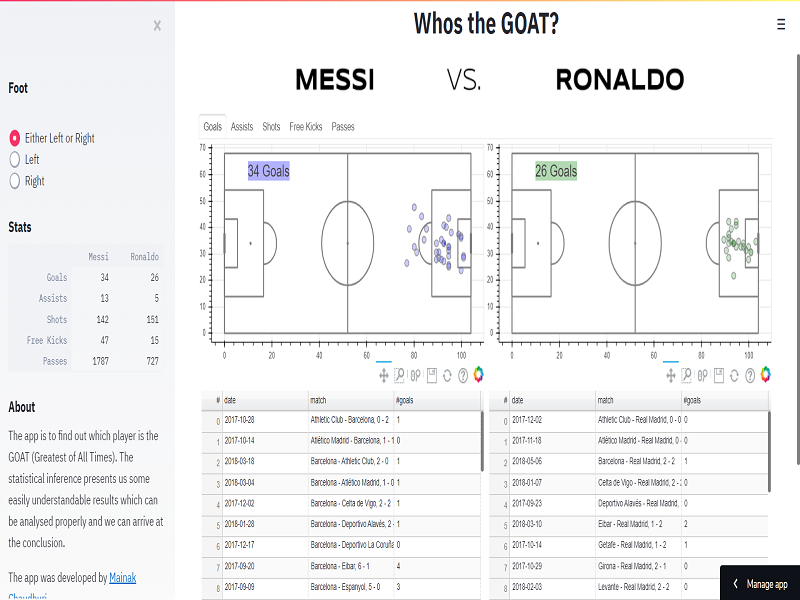 Whos the GOAT?
×
Foot
Either Left or Right
Left
Right
Stats
Messi Ronaldo
Goals 34 26
Assists 13 5
Shots 142 151
Free Kicks 47 15
Passes 1787 727
About
The app is to find out which player is the
GOAT (Greatest of All Times). The
statistical inference presents us some
easily understandable results which can
be analysed properly and we can arrive at
the conclusion.
The app was developed by Mainak
Chaudhuri
MESSI VS. RONALDO
Goals Assists Shots Free Kicks Passes
34 Goals
70
60
50
40
30
20
10
0
0 20 40 60 80 100
26 Goals
70
60
50
40
30
20
10
0
0 20 40 60 80 100
# date match #goals
0 2017-10-28 Athletic Club - Barcelona, 0 - 2 1
1 2017-10-14 Atlético Madrid - Barcelona, 1 - 1 0
2 2018-03-18 Barcelona - Athletic Club, 2 - 0 1
3 2018-03-04 Barcelona - Atlético Madrid, 1 - 0 1
4 2017-12-02 Barcelona - Celta de Vigo, 2 - 2 1
5 2018-01-28 Barcelona - Deportivo Alavés, 2 - 1
6 2017-12-17 Barcelona - Deportivo La Coruña 0
7 2017-09-20 Barcelona - Eibar, 6 - 1 4
8 2017-09-09 Barcelona - Espanyol, 5 - 0 3
# date match #goals
0 2017-12-02 Athletic Club - Real Madrid, 0 - 0 0
1 2017-11-18 Atlético Madrid - Real Madrid, 0 - 0
2 2018-05-06 Barcelona - Real Madrid, 2 - 2 1
3 2018-01-07 Celta de Vigo - Real Madrid, 2 - 2 0
4 2017-09-23 Deportivo Alavés - Real Madrid, 0
5 2018-03-10 Eibar - Real Madrid, 1 - 2 2
6 2017-10-14 Getafe - Real Madrid, 1 - 2 1
7 2017-10-29 Girona - Real Madrid, 2 - 1 0
8 2018-02-03 Levante - Real Madrid, 2 - 2 0
Manage app